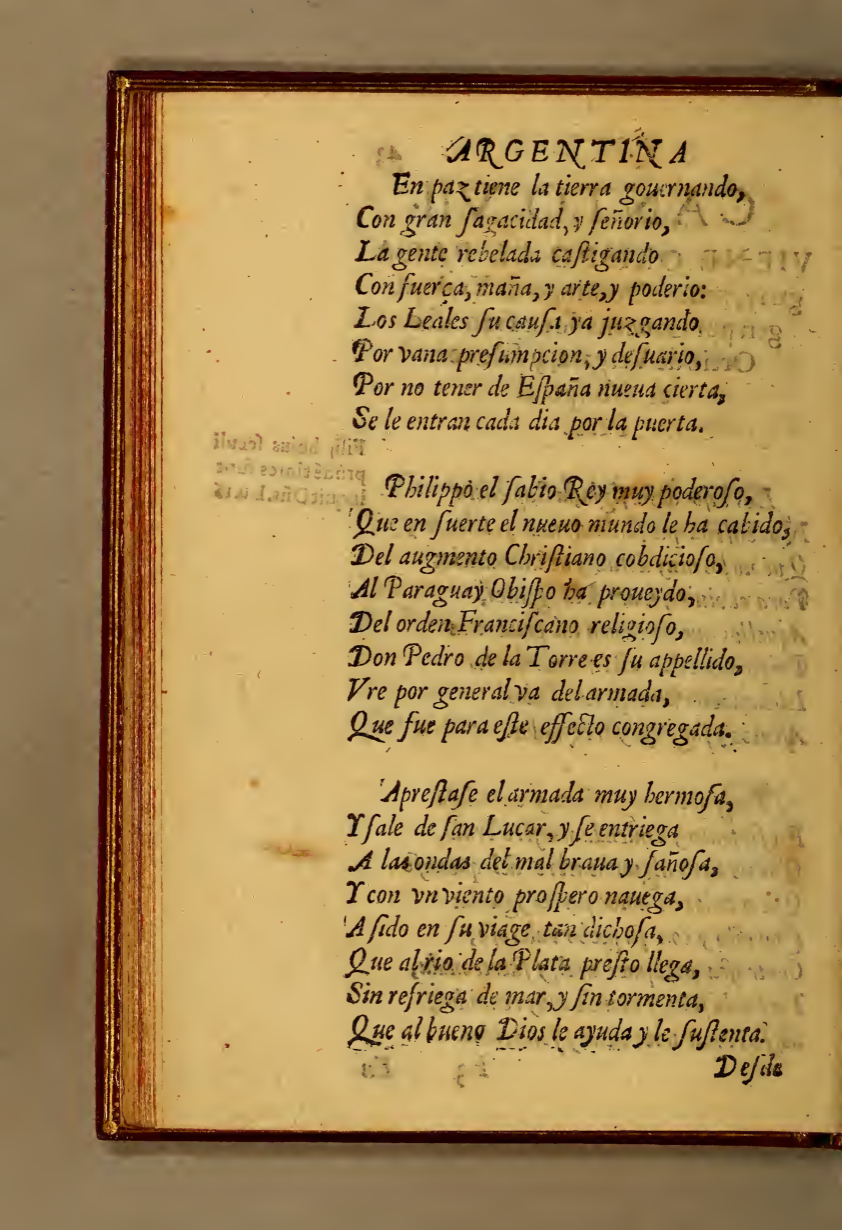 ARGENTINA
En paz tiene la tierra gouernando,
Con gran ſagacidad, y ſeñorio,
La gente rebelada caſtigando
Con fuerça, maña, y arte, y poderio:
Los Leales ſu cauſa ya juzgando
Por vana preſumpcion, y deſuario,
Por no tener de Eſpaña nueua cierta,
Se le entran cada dia por la puerta.
Philippo el ſabio Rey muy poderoſo,
Que en ſuerte el nueuo mundo le ha cabido,
Del augmento Chriſtiano cobdicioſo,
Al Paraguay Obiſpo ha proueydo,
Del orden Franciſcano religioſo,
Don Pedro de la Torre es ſu appellido,
Vre por general va del armada,
Que fue para eſte effecto congregada.
Apreſtaſe el armada muy hermoſa,
Y ſale de ſan Lucar, y ſe entriega
A las ondas del mal braua y ſañoſa,
Y con vn viento proſpero nauega,
A ſido en ſu viage tan dichoſa,
Que al rio de la Plata preſto llega,
Sin refriega de mar, y ſin tormenta,
Que al bueno Dios le ayuda y le ſuſtenta.
Deſde